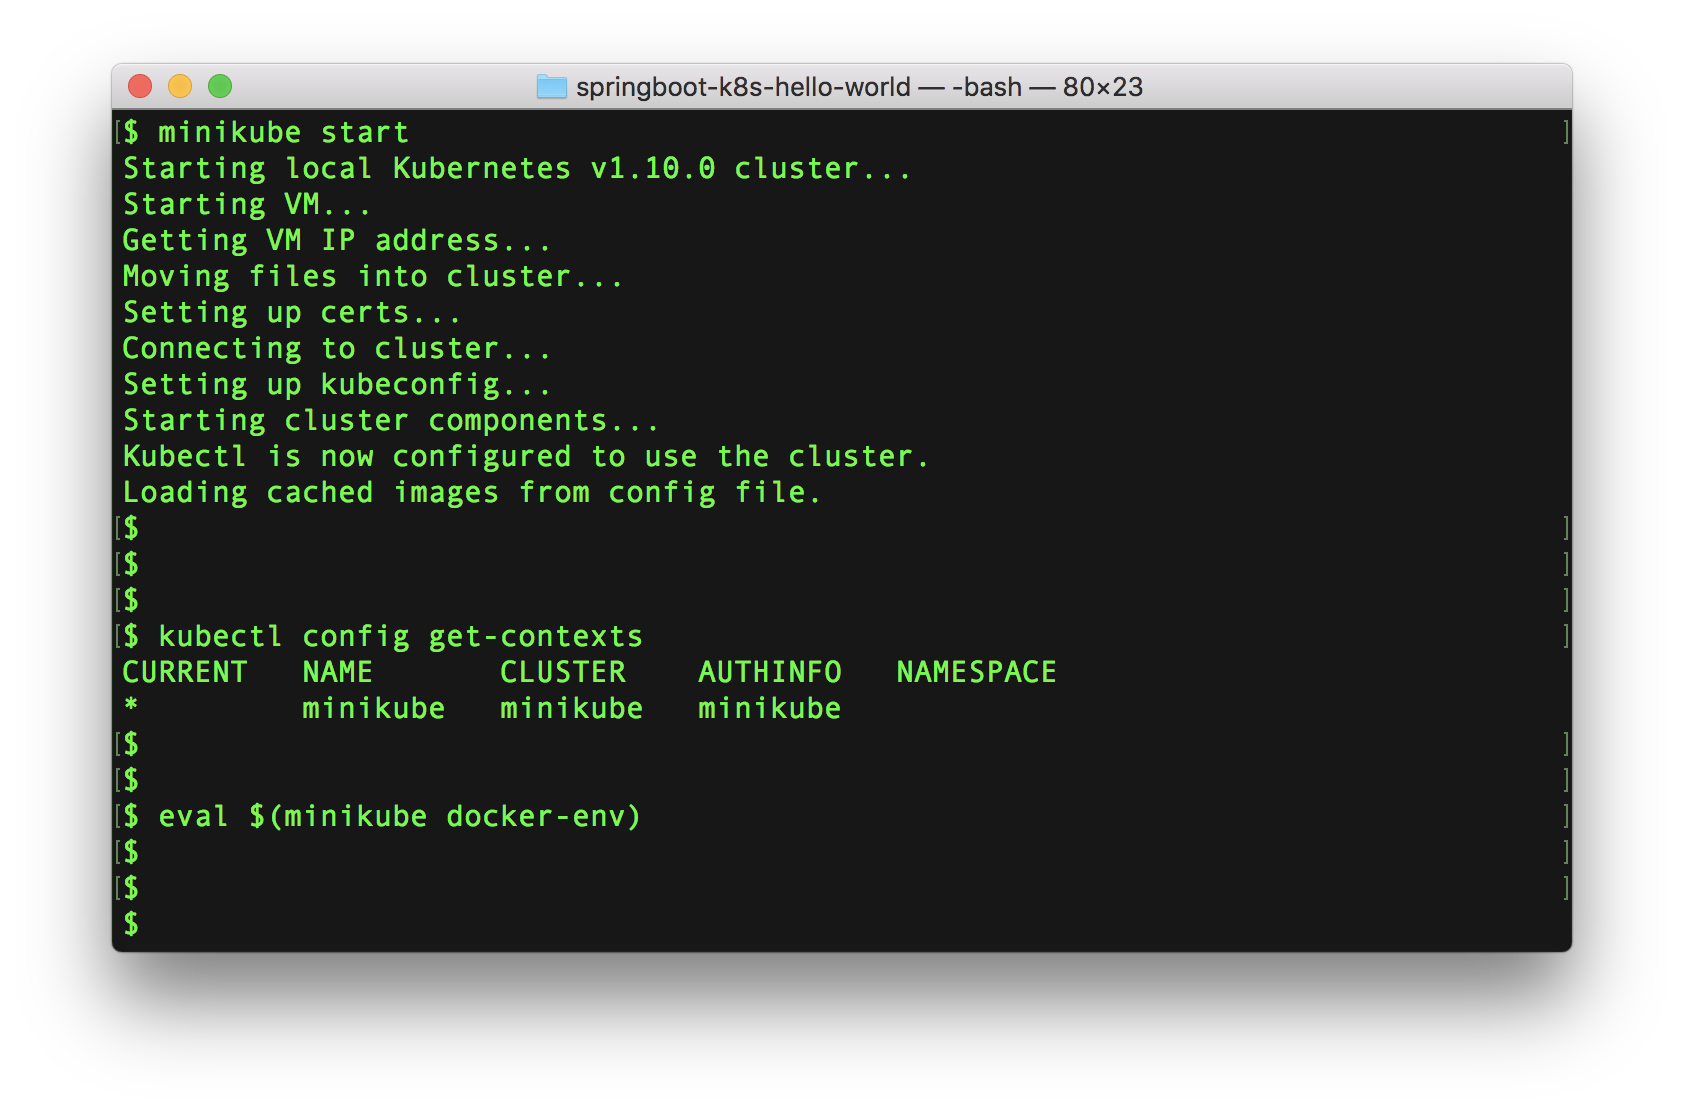 springboot-k8s-hello-world — -bash — 80×23
[$ minikube start ]
Starting local Kubernetes v1.10.0 cluster...
Starting VM...
Getting VM IP address...
Moving files into cluster...
Setting up certs...
Connecting to cluster...
Setting up kubeconfig...
Starting cluster components...
Kubectl is now configured to use the cluster.
Loading cached images from config file.
[$ ]
[$ ]
[$ ]
[$ kubectl config get-contexts ]
CURRENT   NAME       CLUSTER    AUTHINFO   NAMESPACE
*         minikube   minikube   minikube
[$ ]
[$ ]
[$ eval $(minikube docker-env) ]
[$ ]
[$ ]
$